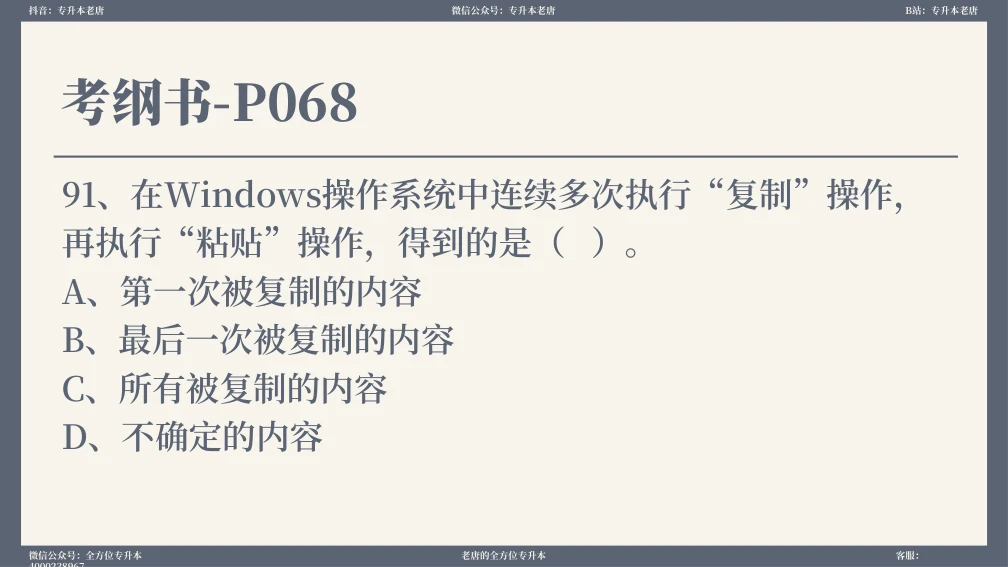 抖音：专升本老唐
微信公众号：专升本老唐
B站：专升本老唐
考纲书-P068
91、在Windows操作系统中连续多次执行“复制”操作，
再执行“粘贴”操作，得到的是（  ）。
A、第一次被复制的内容
B、最后一次被复制的内容
C、所有被复制的内容
D、不确定的内容
微信公众号：全方位专升本
老唐的全方位专升本
客服：
4000238967